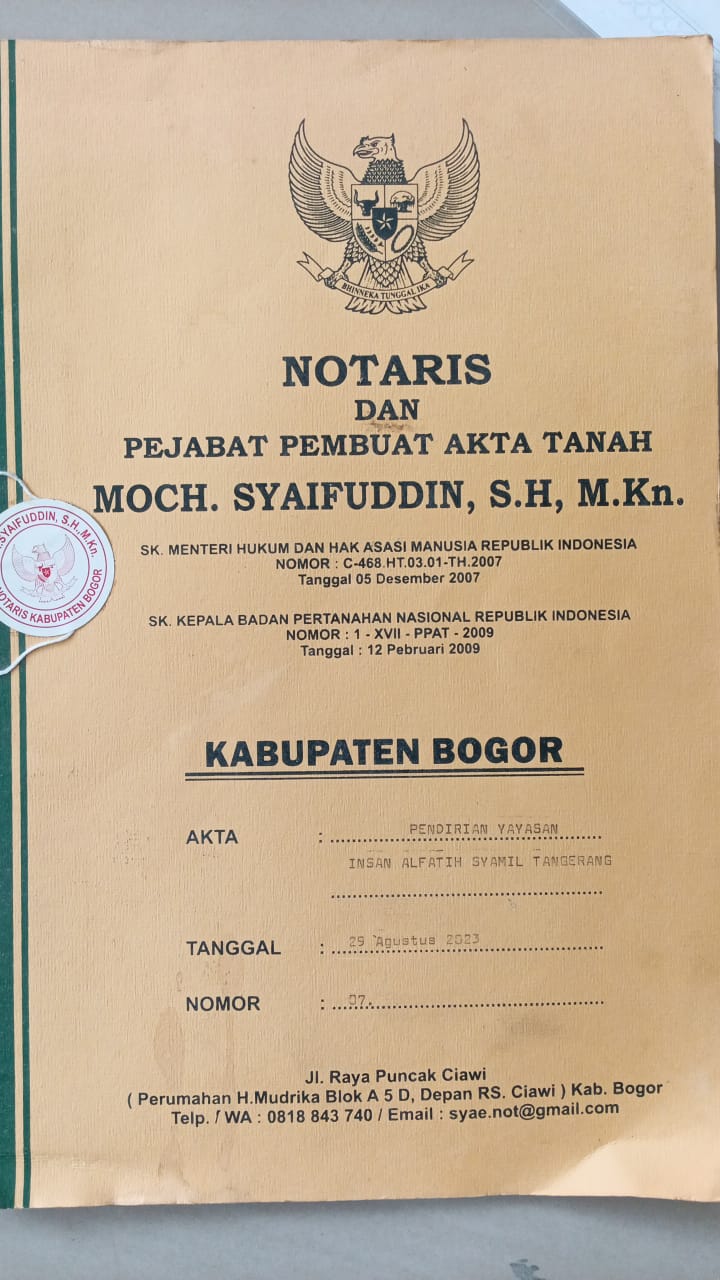 BHINNEKA TUNGGAL IKA
NOTARIS
DAN
PEJABAT PEMBUAT AKTA TANAH
MOCH. SYAIFUDDIN, S.H, M.Kn.
SYAIFUDDIN, S.H.,M.Kn.
NOTARIS KABUPATEN BOGOR
SK. MENTERI HUKUM DAN HAK ASASI MANUSIA REPUBLIK INDONESIA
NOMOR : C-468.HT.03.01-TH.2007
Tanggal 05 Desember 2007
SK. KEPALA BADAN PERTANAHAN NASIONAL REPUBLIK INDONESIA
NOMOR : 1 - XVII - PPAT - 2009
Tanggal : 12 Pebruari 2009
KABUPATEN BOGOR
AKTA : PENDIRIAN YAYASAN
INSAN ALFATIH SYAMIL TANGERANG
TANGGAL : 29 Agustus 2023
NOMOR : 07.
Jl. Raya Puncak Ciawi
( Perumahan H.Mudrika Blok A 5 D, Depan RS. Ciawi ) Kab. Bogor
Telp. / WA : 0818 843 740 / Email : syae.not@gmail.com